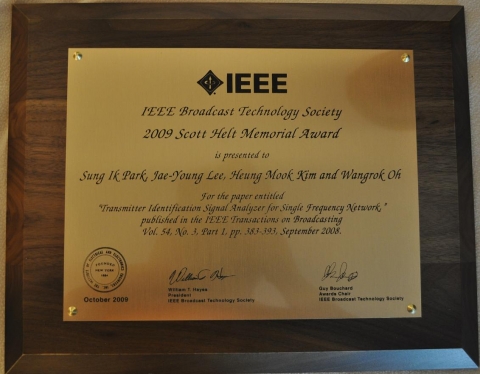 IEEE
IEEE Broadcast Technology Society
2009 Scott Helt Memorial Award
is presented to
Sung Ik Park, Jae-Young Lee, Heung Mook Kim and Wangrok Oh
For the paper entitled
"Transmitter Identification Signal Analyzer for Single Frequency Network,"
published in the IEEE Transactions on Broadcasting
Vol. 54, No. 3, Part 1, pp. 383-393, September 2008.
October 2009
William T. Hayes
President
IEEE Broadcast Technology Society
Guy Bouchard
Awards Chair
IEEE Broadcast Technology Society